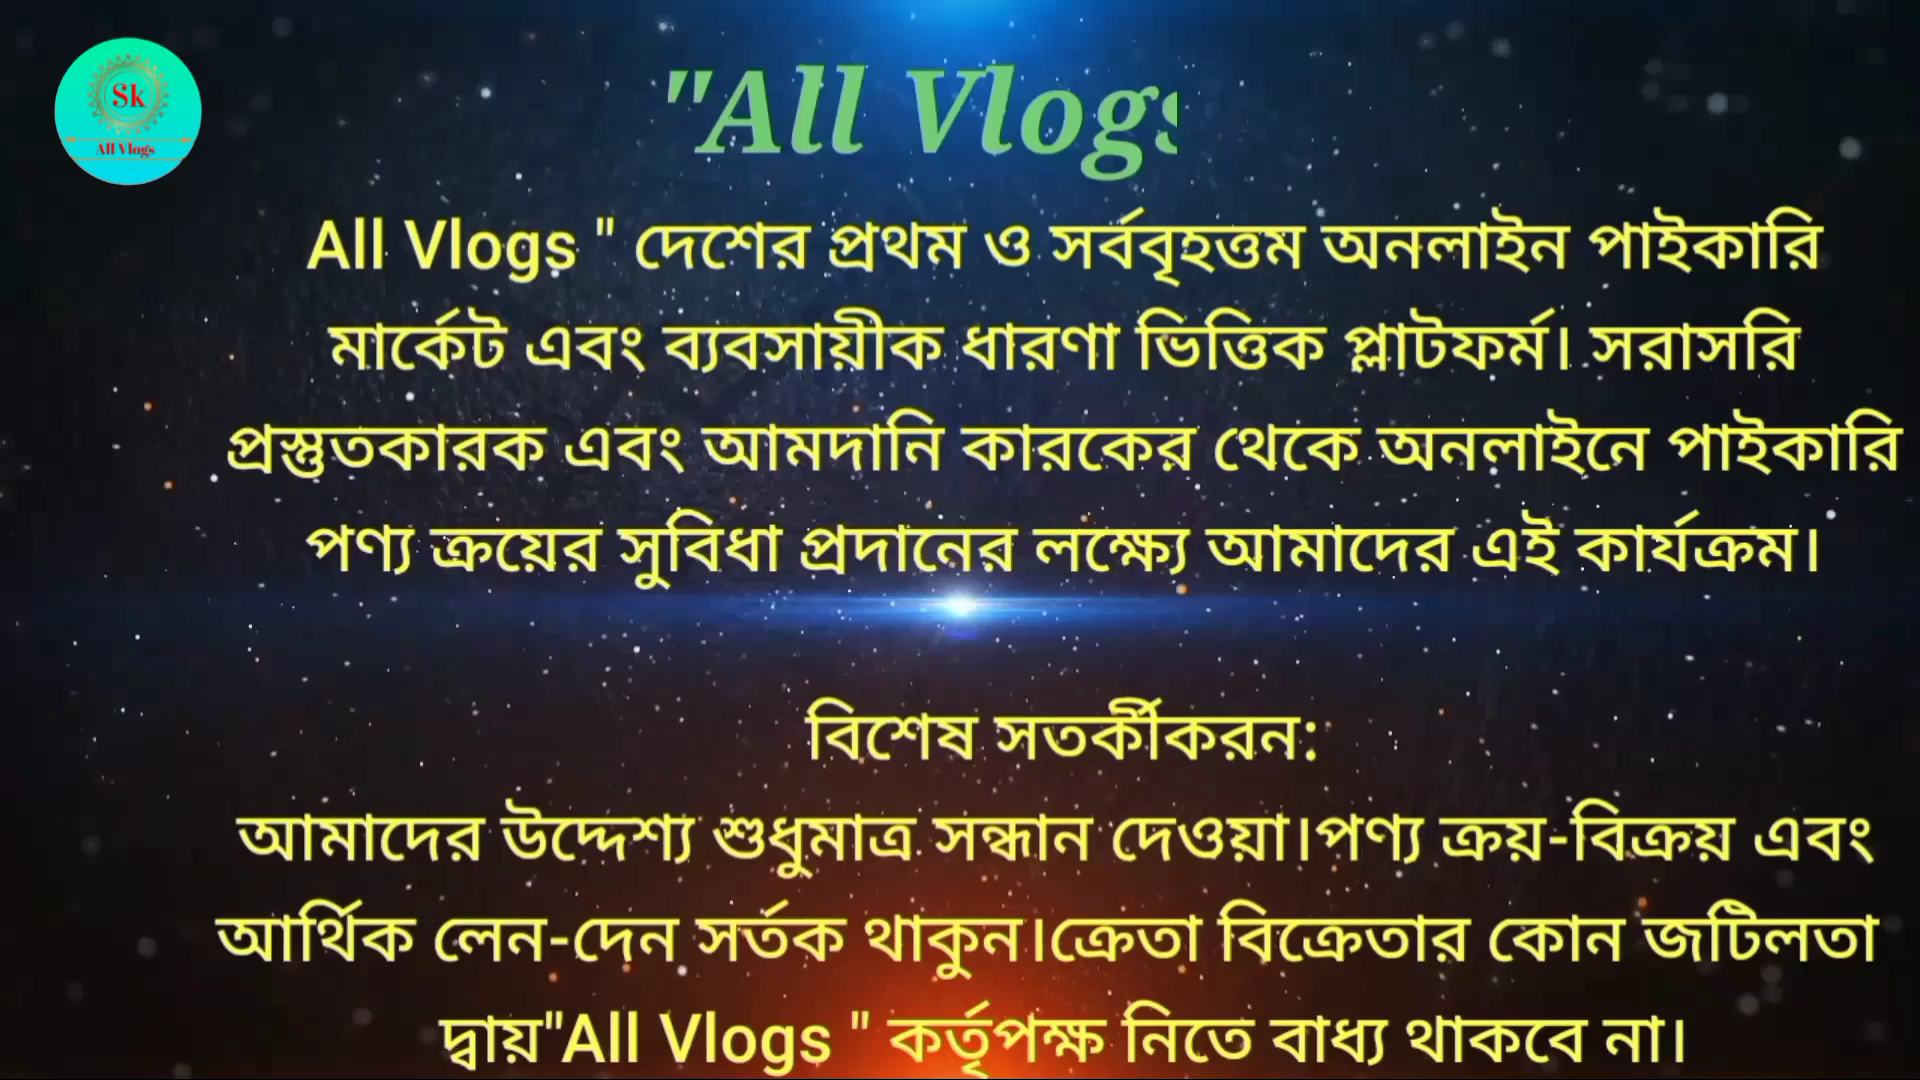 Sk
All Vlogs
"All Vlogs
All Vlogs " দেশের প্রথম ও সর্ববৃহত্তম অনলাইন পাইকারি
মার্কেট এবং ব্যবসায়ীক ধারণা ভিত্তিক প্লাটফর্ম। সরাসরি
প্রস্তুতকারক এবং আমদানি কারকের থেকে অনলাইনে পাইকারি
পণ্য ক্রয়ের সুবিধা প্রদানের লক্ষ্যে আমাদের এই কার্যক্রম।
বিশেষ সতর্কীকরন:
আমাদের উদ্দেশ্য শুধুমাত্র সন্ধান দেওয়া।পণ্য ক্রয়-বিক্রয় এবং
আর্থিক লেন-দেন সর্তক থাকুন।ক্রেতা বিক্রেতার কোন জটিলতা
দ্বায়"All Vlogs " কর্তৃপক্ষ নিতে বাধ্য থাকবে না।